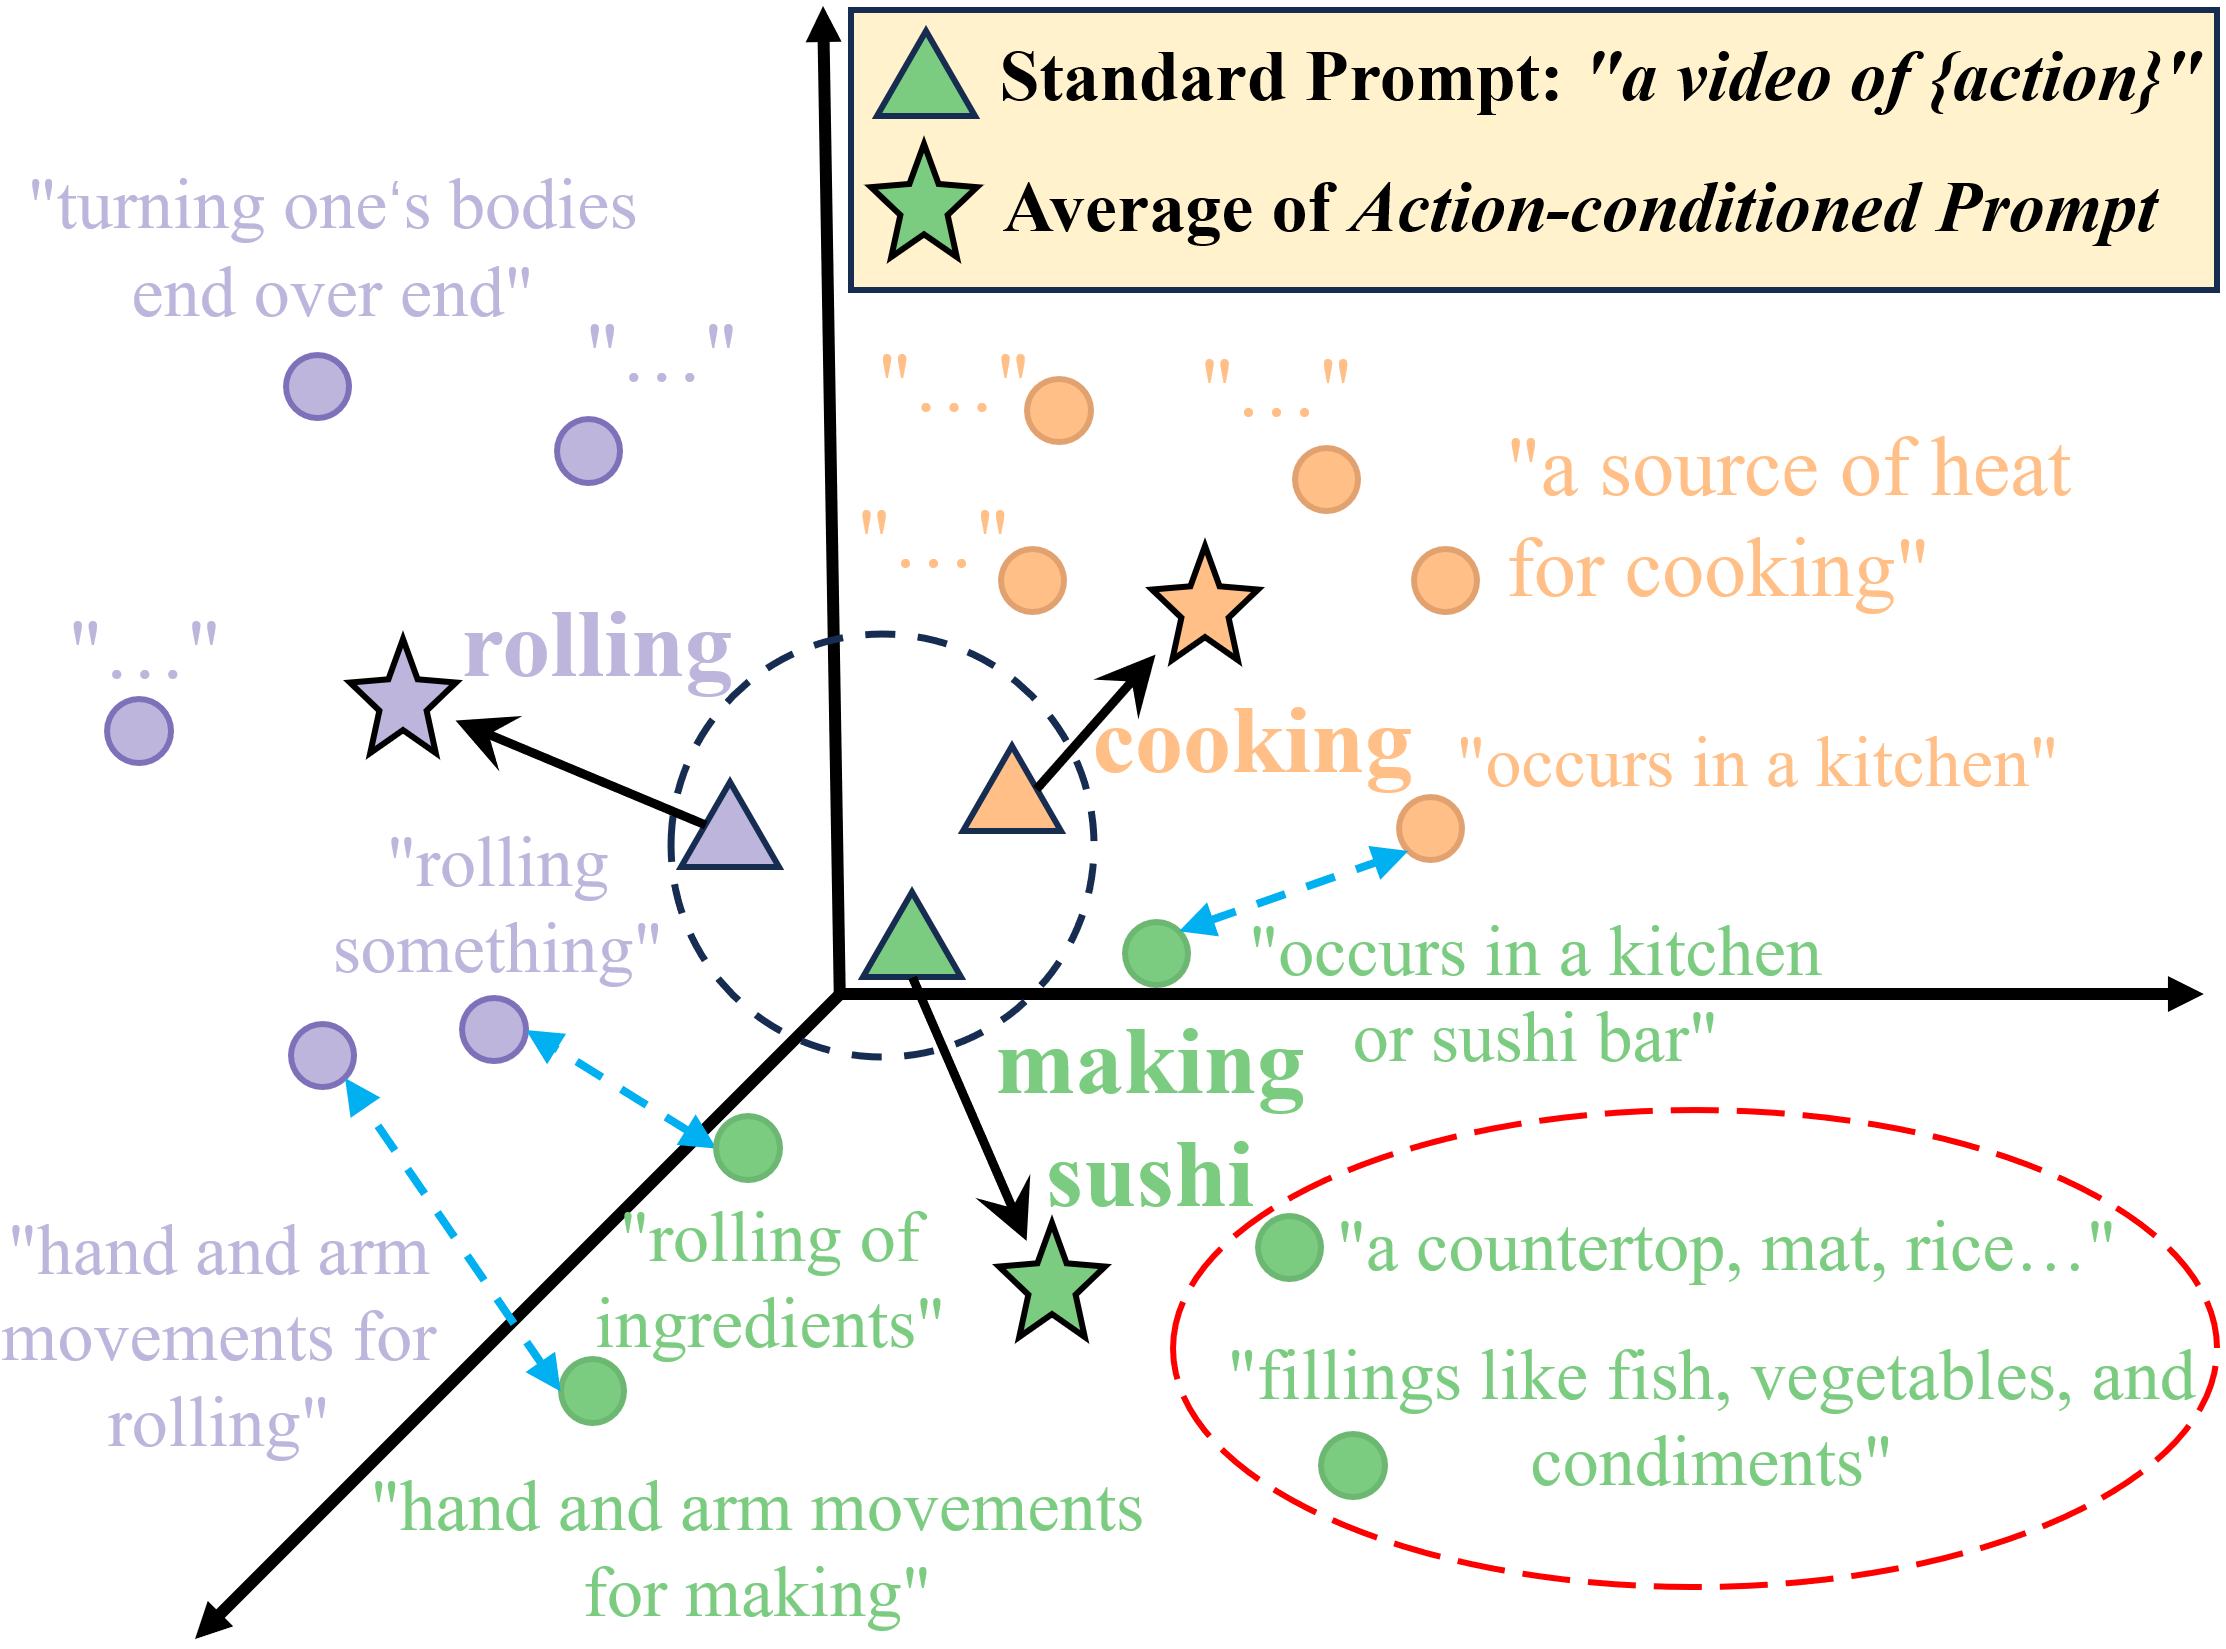 Standard Prompt: "a video of {action}"
Average of Action-conditioned Prompt
"turning one‘s bodies
end over end"
"…"
"…"
"…"
"a source of heat
for cooking"
"…"
"…"
rolling
cooking
"occurs in a kitchen"
"rolling
something"
"occurs in a kitchen
or sushi bar"
making
sushi
"hand and arm
movements for
rolling"
"rolling of
ingredients"
"a countertop, mat, rice…"
"fillings like fish, vegetables, and
condiments"
"hand and arm movements
for making"